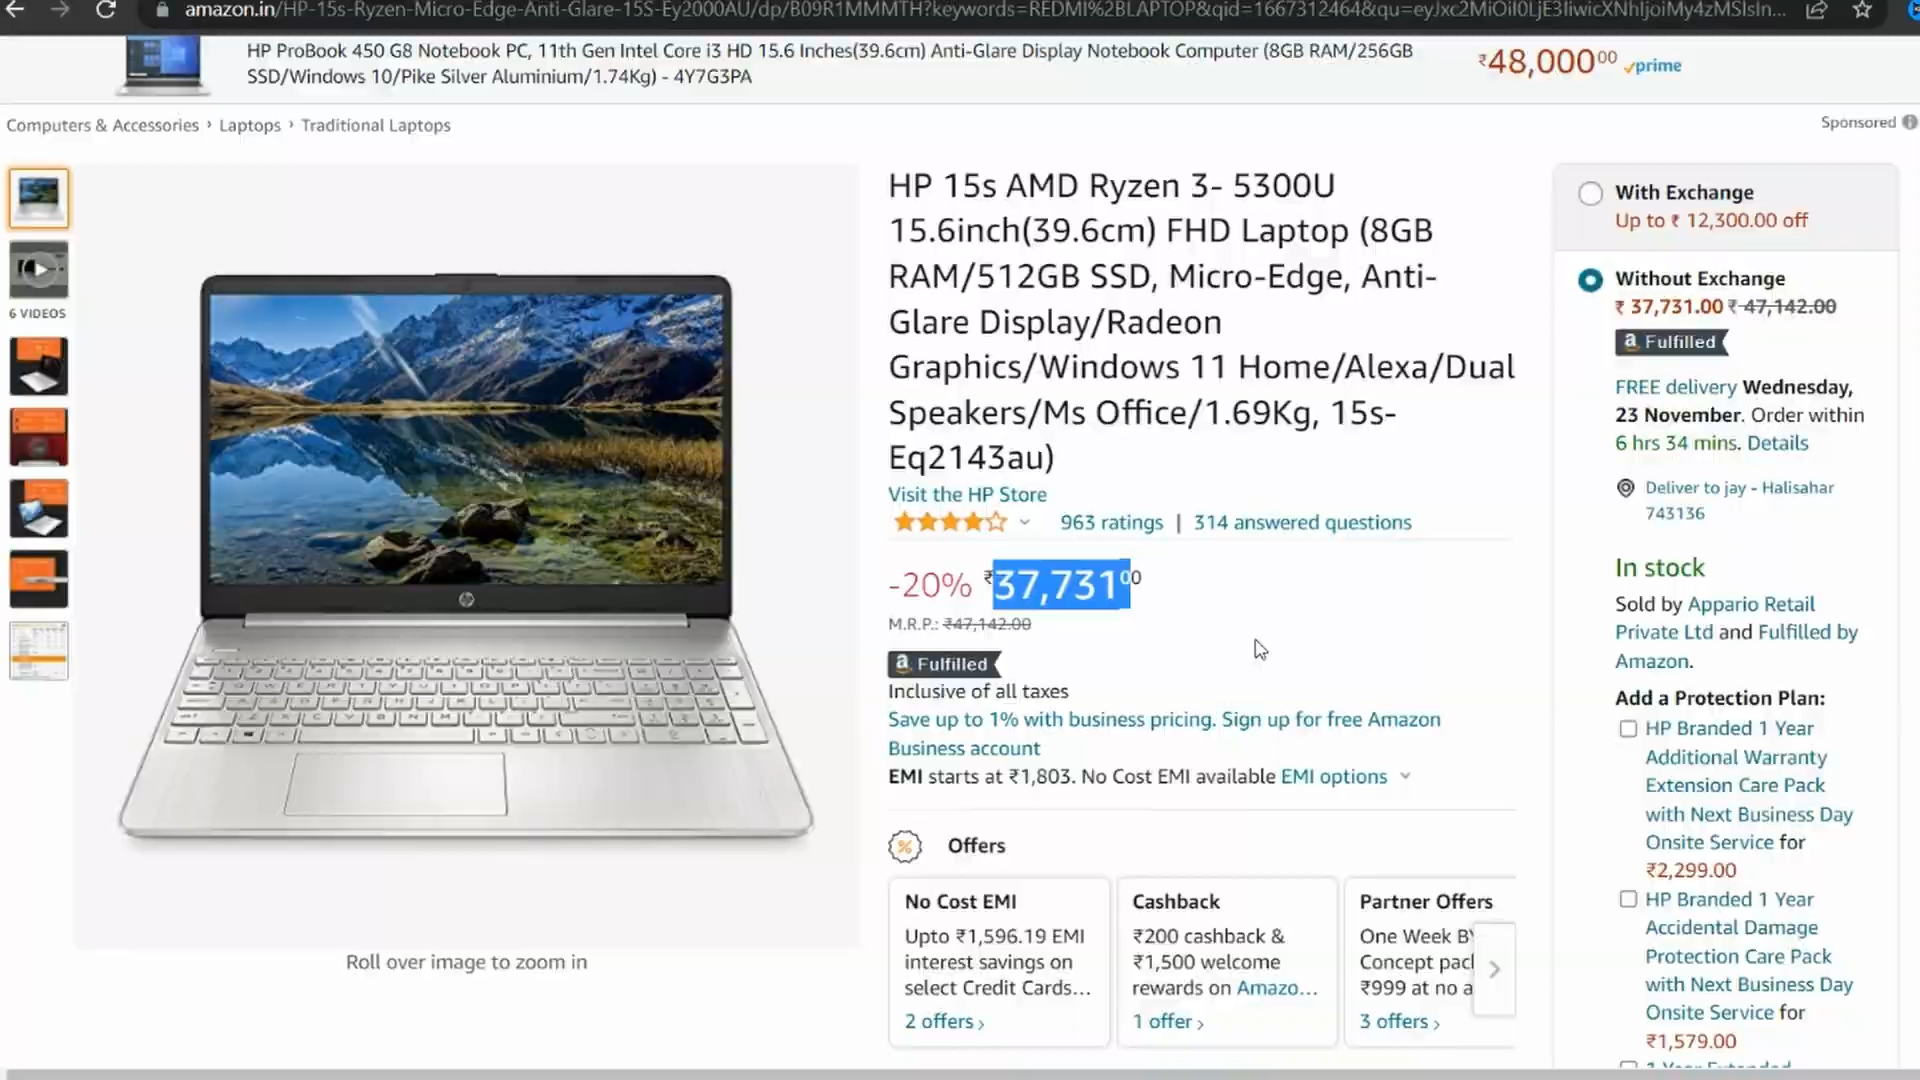 amazon.in/HP-15s-Ryzen-Micro-Edge-Anti-Glare-15S-Ey2000AU/dp/B09R1MMMTH?keywords=REDMI%2BLAPTOP&qid=1667312464&qu=eyJxc2MiOiI0LjE3IiwicXNhIjoiMy4zMSIsIn...
HP ProBook 450 G8 Notebook PC, 11th Gen Intel Core i3 HD 15.6 Inches(39.6cm) Anti-Glare Display Notebook Computer (8GB RAM/256GB
SSD/Windows 10/Pike Silver Aluminium/1.74Kg) - 4Y7G3PA
₹48,000⁰⁰ prime
Computers & Accessories › Laptops › Traditional Laptops
Sponsored
6 VIDEOS
Roll over image to zoom in
HP 15s AMD Ryzen 3- 5300U
15.6inch(39.6cm) FHD Laptop (8GB
RAM/512GB SSD, Micro-Edge, Anti-
Glare Display/Radeon
Graphics/Windows 11 Home/Alexa/Dual
Speakers/Ms Office/1.69Kg, 15s-
Eq2143au)
Visit the HP Store
963 ratings | 314 answered questions
-20% ₹37,731⁰⁰
M.R.P.: ₹47,142.00
a Fulfilled
Inclusive of all taxes
Save up to 1% with business pricing. Sign up for free Amazon
Business account
EMI starts at ₹1,803. No Cost EMI available EMI options
% Offers
No Cost EMI
Upto ₹1,596.19 EMI
interest savings on
select Credit Cards...
2 offers ›
Cashback
₹200 cashback &
₹1,500 welcome
rewards on Amazo...
1 offer ›
Partner Offers
One Week
Concept
₹999 at no a
3 offers ›
With Exchange
Up to ₹ 12,300.00 off
Without Exchange
₹ 37,731.00 ₹ 47,142.00
a Fulfilled
FREE delivery Wednesday,
23 November. Order within
6 hrs 34 mins. Details
Deliver to jay - Halisahar
743136
In stock
Sold by Appario Retail
Private Ltd and Fulfilled by
Amazon.
Add a Protection Plan:
HP Branded 1 Year
Additional Warranty
Extension Care Pack
with Next Business Day
Onsite Service for
₹2,299.00
HP Branded 1 Year
Accidental Damage
Protection Care Pack
with Next Business Day
Onsite Service for
₹1,579.00
1 Year Extended